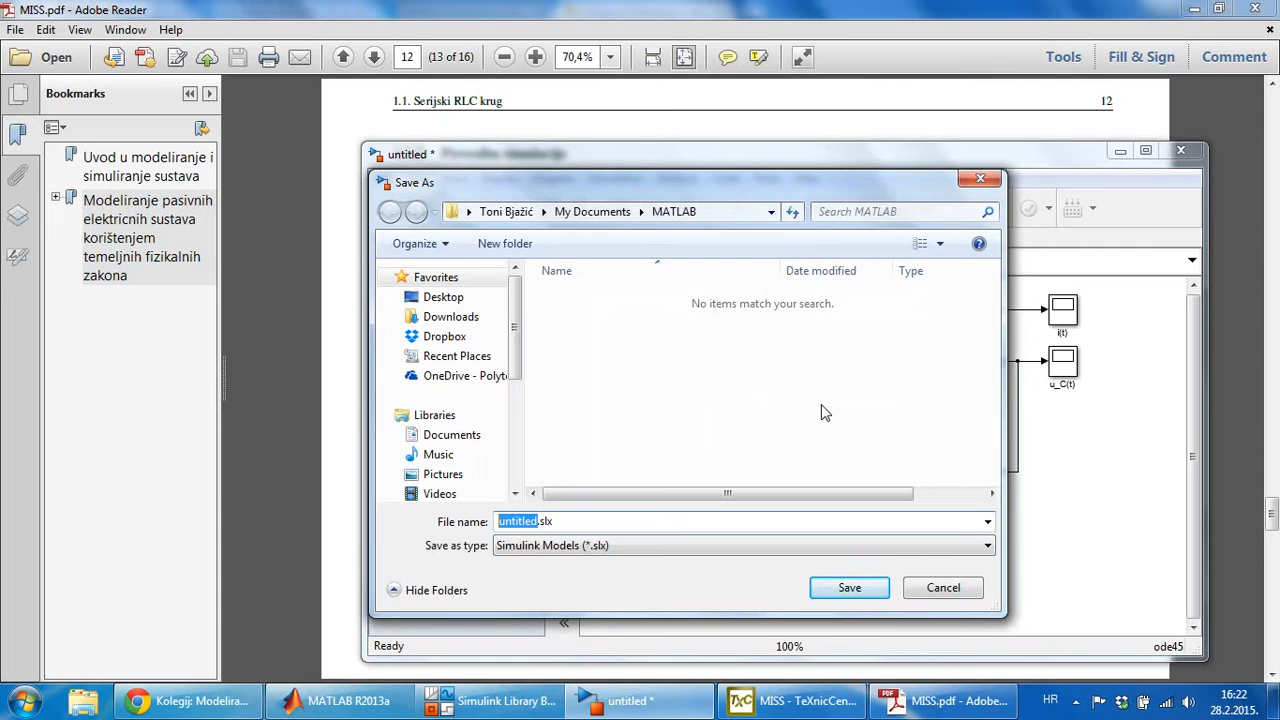 MISS.pdf - Adobe Reader
File Edit View Window Help
Open 12 (13 of 16) 70,4% Tools Fill & Sign Comment
Bookmarks
Uvod u modeliranje i
simuliranje sustava
Modeliranje pasivnih
elektricnih sustava
korištenjem
temeljnih fizikalnih
zakona
1.1. Serijski RLC krug 12
untitled *
Save As
Toni Bjažić My Documents MATLAB Search MATLAB
Organize New folder
Favorites
Desktop
Downloads
Dropbox
Recent Places
OneDrive - Polyte
Libraries
Documents
Music
Pictures
Videos
Name Date modified Type
No items match your search.
File name: untitled.slx
Save as type: Simulink Models (*.slx)
Hide Folders Save Cancel
i(t)
u_C(t)
Ready 100% ode45
Kolegiji: Modelira... MATLAB R2013a Simulink Library B... untitled * MISS - TeXnicCen... MISS.pdf - Adobe... HR 16:22
28.2.2015.